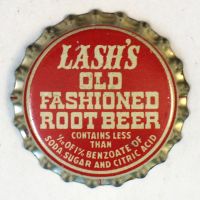 LASH'S
OLD
FASHIONED
ROOT BEER
CONTAINS LESS
THAN
1/10 OF 1% BENZOATE OF
SODA SUGAR AND CITRIC ACID